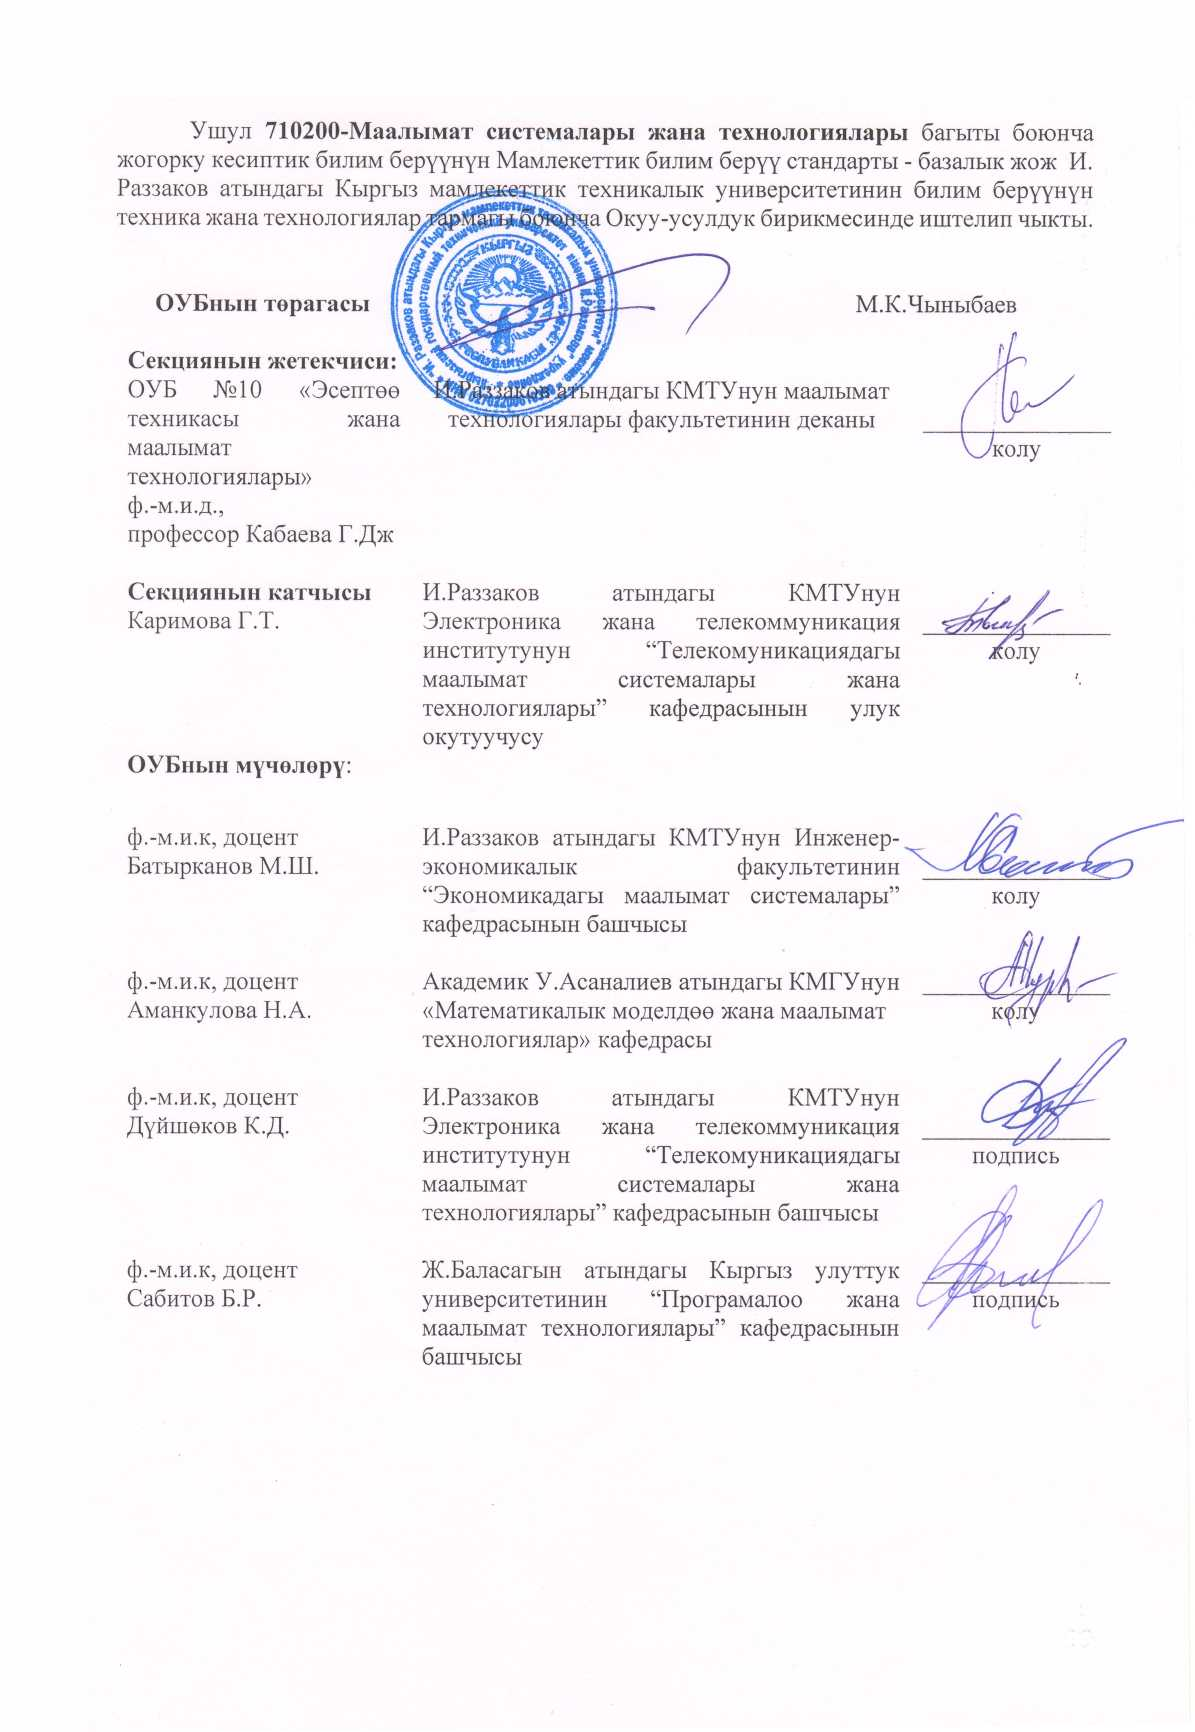 Ушул 710200-Маалымат системалары жана технологиялары багыты боюнча
жогорку кесиптик билим берүүнүн Мамлекеттик билим берүү стандарты - базалык жож И.
Раззаков атындагы Кыргыз мамлекеттик техникалык университетинин билим берүүнүн
техника жана технологиялар тармагы боюнча Окуу-усулдук бирикмесинде иштелип чыкты.
ОУБнын төрагасы М.К.Чыныбаев
Секциянын жетекчиси:
ОУБ №10 «Эсептөө И.Раззаков атындагы КМТУнун маалымат
техникасы жана технологиялары факультетинин деканы
маалымат колу
технологиялары»
ф.-м.и.д.,
профессор Кабаева Г.Дж
Секциянын катчысы И.Раззаков атындагы КМТУнун
Каримова Г.Т. Электроника жана телекоммуникация
институтунун “Телекомуникациядагы колу
маалымат системалары жана
технологиялары” кафедрасынын улук
окутуучусу
ОУБнын мүчөлөрү:
ф.-м.и.к, доцент И.Раззаков атындагы КМТУнун Инженер-
Батырканов М.Ш. экономикалык факультетинин
“Экономикадагы маалымат системалары” колу
кафедрасынын башчысы
ф.-м.и.к, доцент Академик У.Асаналиев атындагы КМГУнун
Аманкулова Н.А. «Математикалык моделдөө жана маалымат колу
технологиялар» кафедрасы
ф.-м.и.к, доцент И.Раззаков атындагы КМТУнун
Дүйшөков К.Д. Электроника жана телекоммуникация
институтунун “Телекомуникациядагы подпись
маалымат системалары жана
технологиялары” кафедрасынын башчысы
ф.-м.и.к, доцент Ж.Баласагын атындагы Кыргыз улуттук
Сабитов Б.Р. университетинин “Програмалоо жана подпись
маалымат технологиялары” кафедрасынын
башчысы